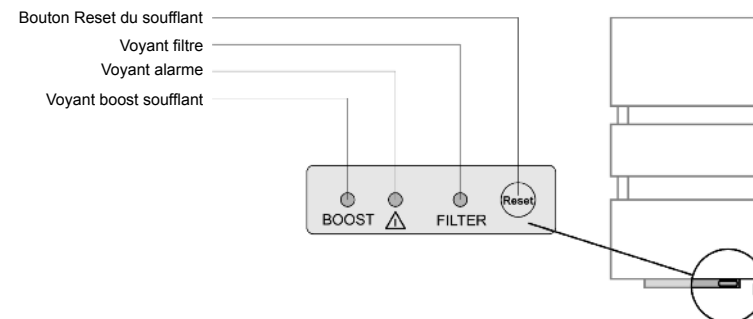 Bouton Reset du soufflant
Voyant filtre
Voyant alarme
Voyant boost soufflant
Reset
BOOST
FILTER